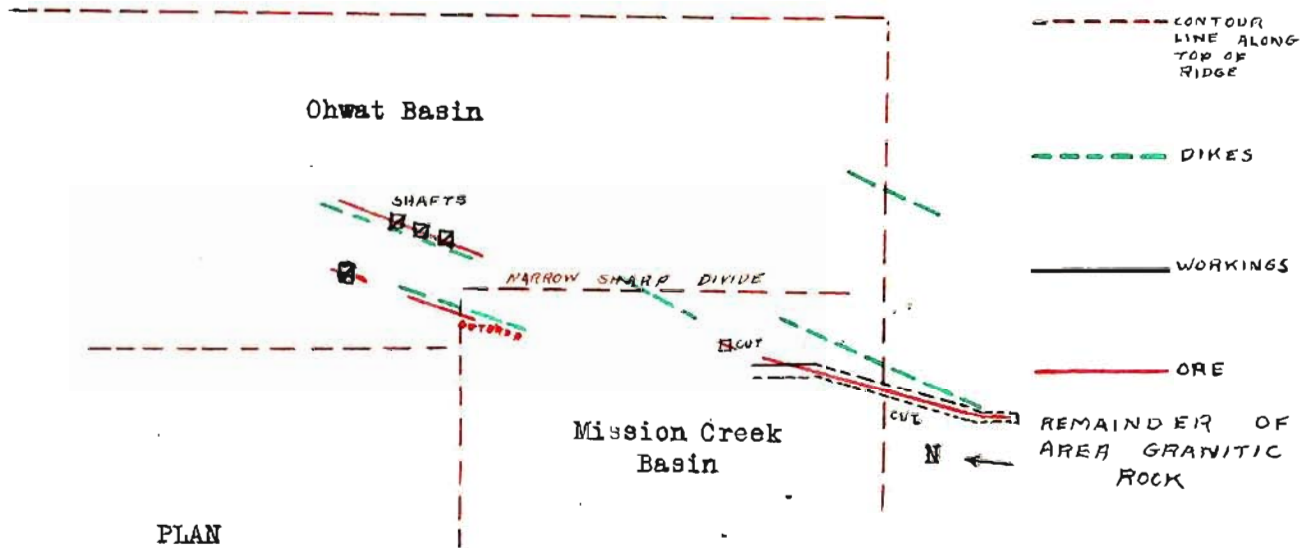 CONTOUR
LINE ALONG
TOP OF
RIDGE
Ohwat Basin
DIKES
SHAFTS
WORKINGS
NARROW SHARP DIVIDE
OUTCROP
CUT
ORE
CUT
REMAINDER OF
AREA GRANITIC
ROCK
Mission Creek
Basin
N
PLAN